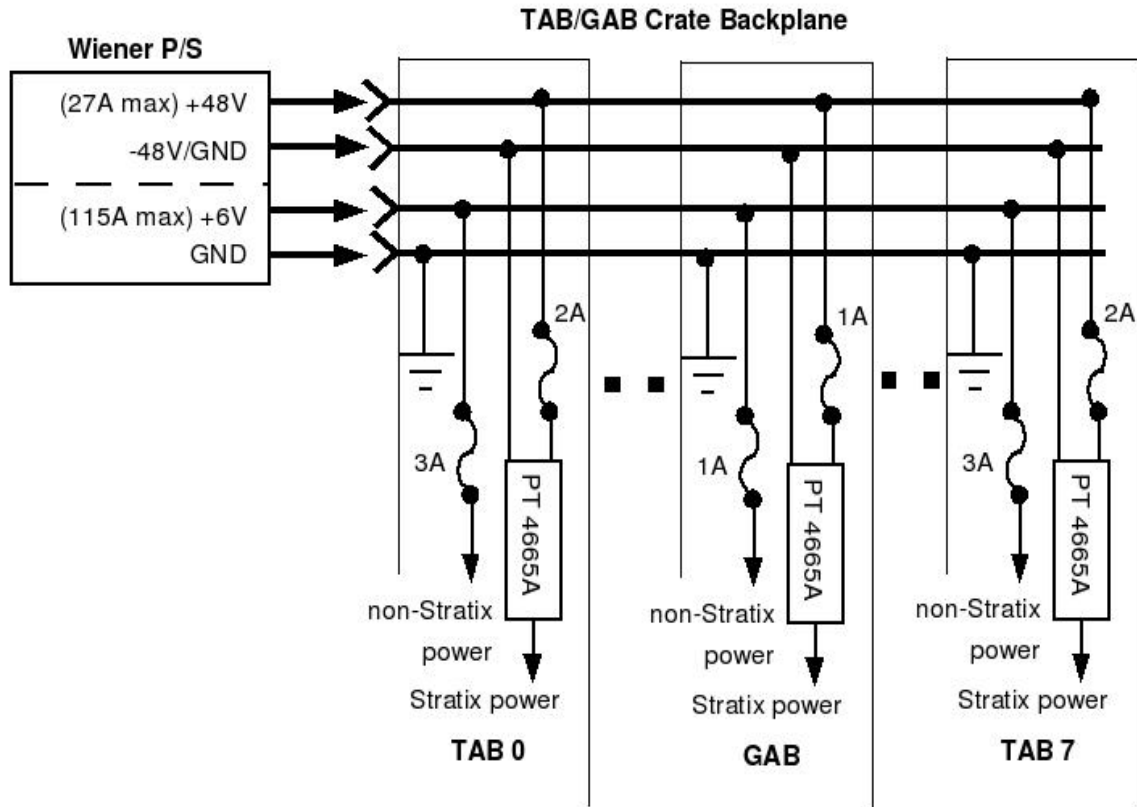 TAB/GAB Crate Backplane
Wiener P/S
(27A max) +48V
-48V/GND
(115A max) +6V
GND
2A
3A
PT 4665A
non-Stratix
power
Stratix power
TAB 0
1A
1A
PT 4665A
non-Stratix
power
Stratix power
GAB
2A
3A
PT 4665A
non-Stratix
power
Stratix power
TAB 7